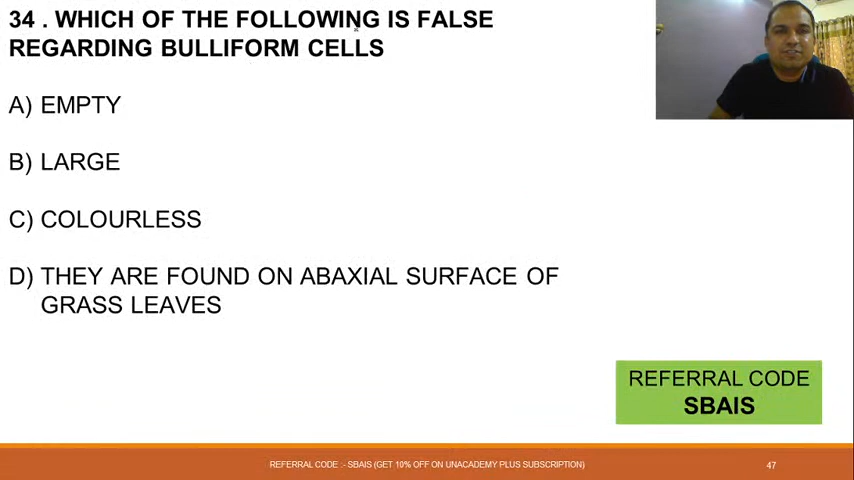 34 . WHICH OF THE FOLLOWING IS FALSE
REGARDING BULLIFORM CELLS
A) EMPTY
B) LARGE
C) COLOURLESS
D) THEY ARE FOUND ON ABAXIAL SURFACE OF
GRASS LEAVES
REFERRAL CODE
SBAIS
REFERRAL CODE :- SBAIS (GET 10% OFF ON UNACADEMY PLUS SUBSCRIPTION)
47